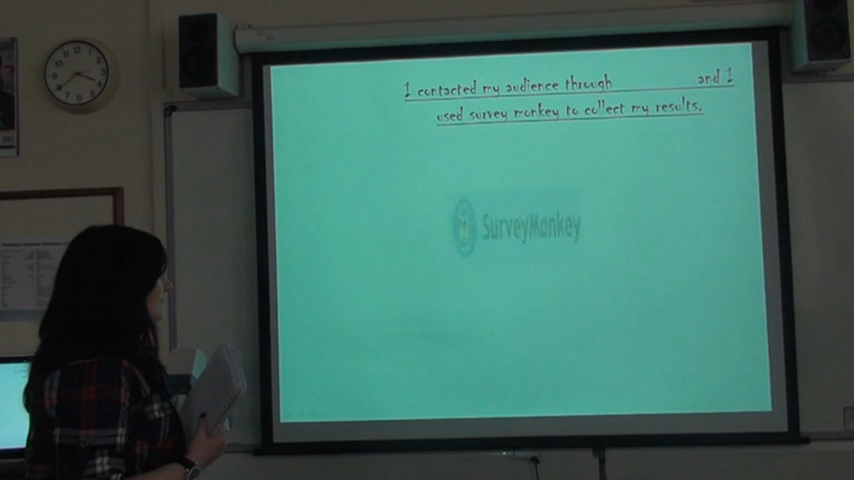 I contacted my audience through and I
used survey monkey to collect my results.
SurveyMonkey